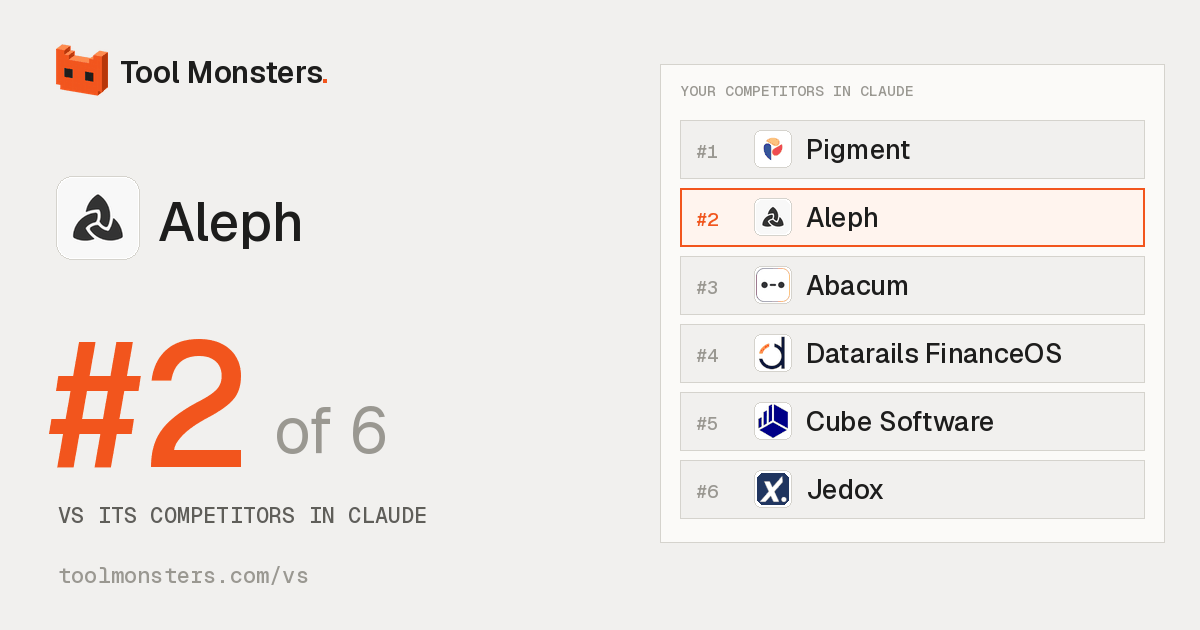 Tool Monsters.
Aleph
#2 of 6
VS ITS COMPETITORS IN CLAUDE
toolmonsters.com/vs
YOUR COMPETITORS IN CLAUDE
#1 Pigment
#2 Aleph
#3 Abacum
#4 Datarails FinanceOS
#5 Cube Software
#6 Jedox